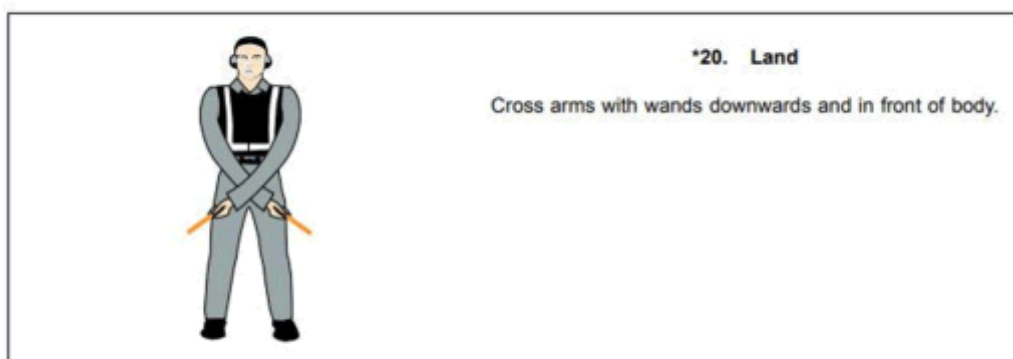 *20. Land
Cross arms with wands downwards and in front of body.